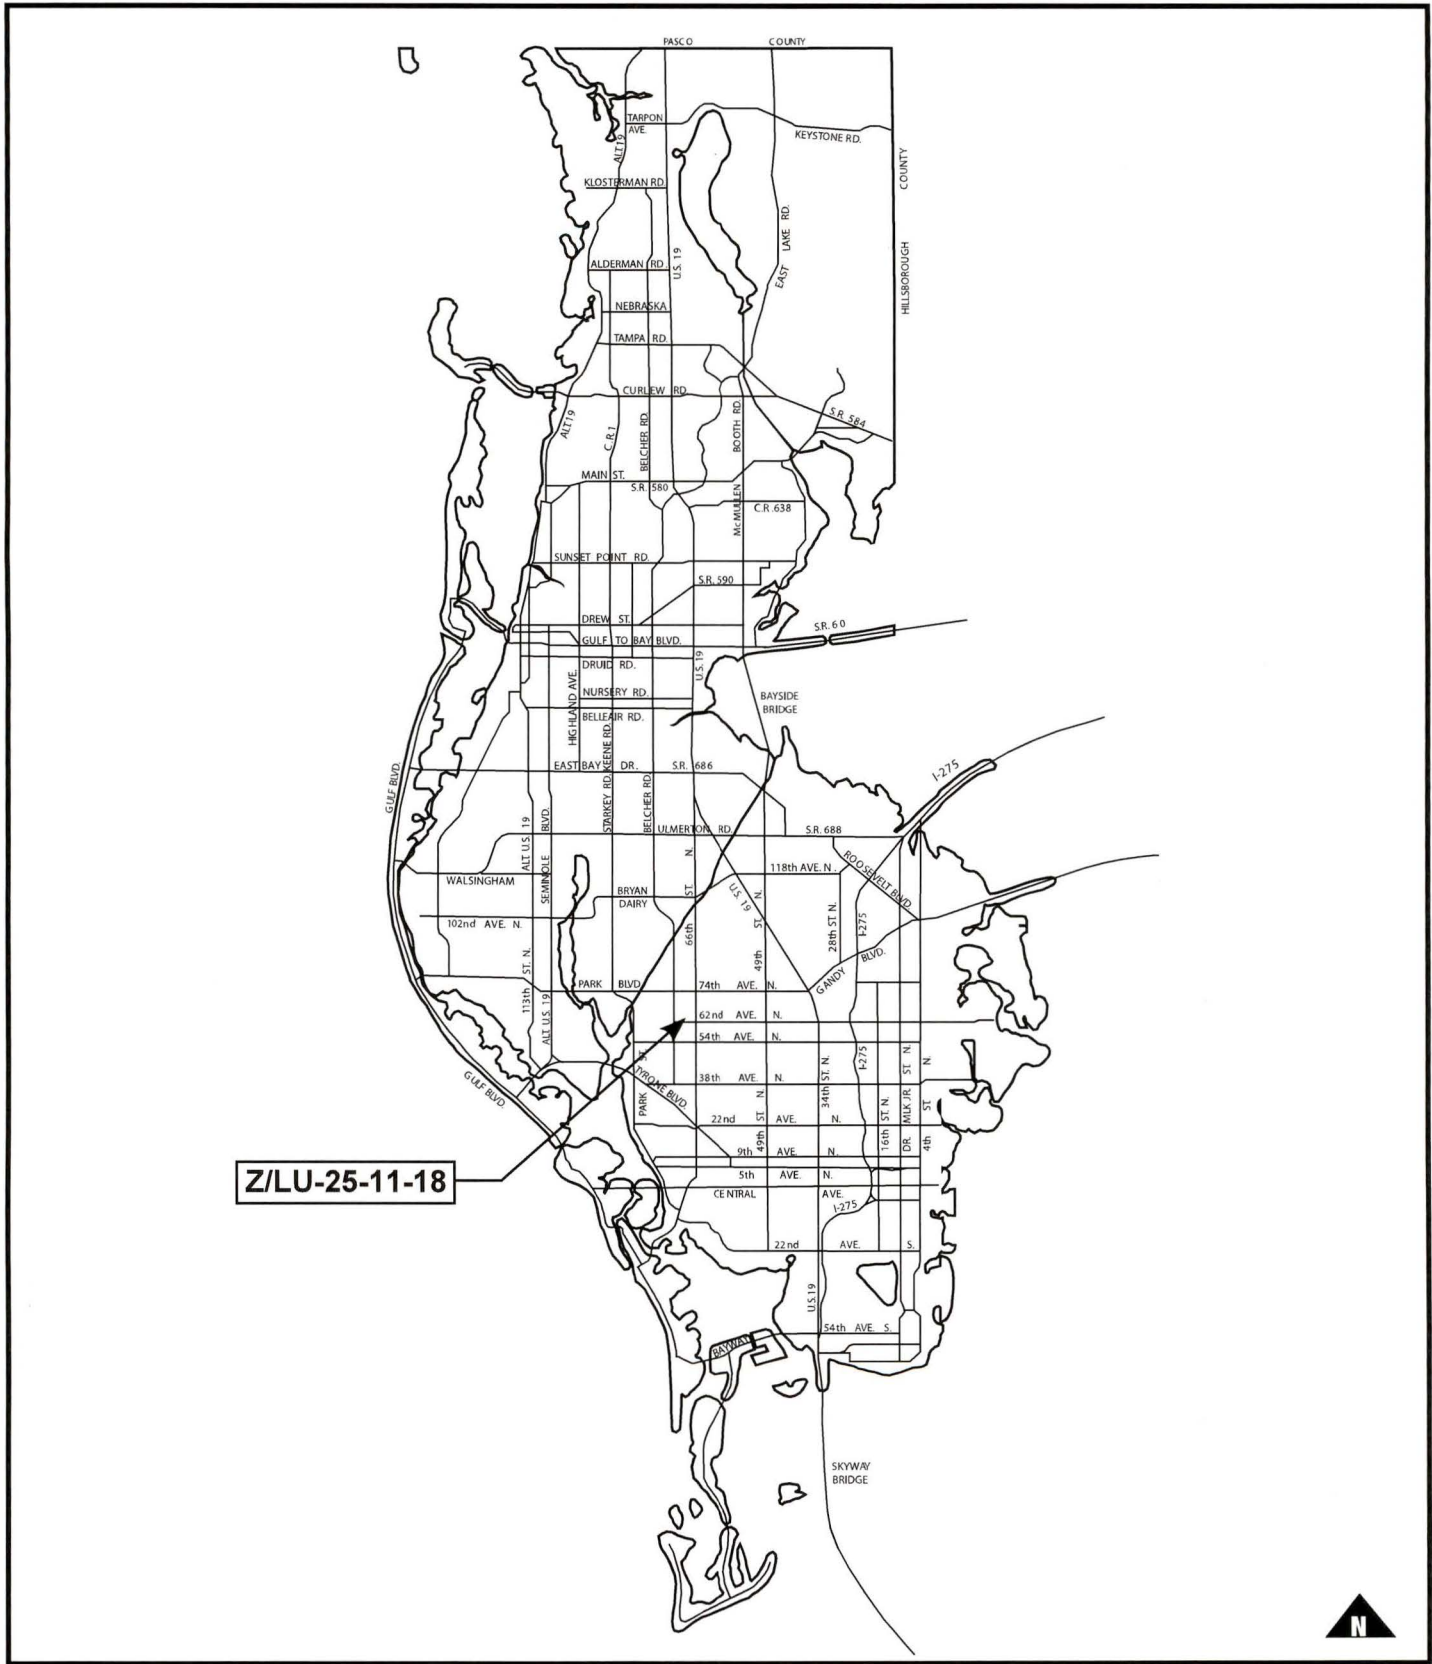 PASCO COUNTY
TARPON
AVE.
KEYSTONE RD.
ALT 19
COUNTY
KLOSTERMAN RD.
EAST LAKE RD.
HILLSBOROUGH
U.S. 19
ALDERMAN RD.
NEBRASKA
TAMPA RD.
CURLEW RD.
S.R. 584
ALT 19
C.R.1
BELCHER RD.
BOOTH RD.
MAIN ST.
S.R. 580
McMULLEN
C.R.638
SUNSET POINT RD.
S.R. 590
DREW ST.
S.R. 60
GULF TO BAY BLVD.
DRUID RD.
U.S. 19
NURSERY RD.
BAYSIDE
BRIDGE
HIGHLAND AVE.
BELLEAIR RD.
KEENE RD.
EAST BAY DR. S.R. 686
I-275
GULF BLVD.
STARKEY RD.
BELCHER RD.
ALT U.S. 19
BLVD.
ULMERTON RD. S.R. 688
SEMINOLE
WALSINGHAM
118th AVE. N.
ROOSEVELT BLVD
BRYAN
DAIRY
66th ST. N.
U.S. 19
49th ST. N.
28th ST. N.
I-275
102nd AVE. N.
GANDY BLVD.
113th ST. N.
PARK BLVD
74th AVE. N.
ALT U.S. 19
62nd AVE. N.
54th AVE. N.
I-275
38th AVE. N.
TYRONE BLVD
PARK ST.
34th ST. N.
GULF BLVD.
22nd AVE. N.
49th ST. N.
16th ST. N.
DR. MLK JR. ST N.
4th ST. N.
9th AVE. N.
5th AVE. N.
Z/LU-25-11-18
CENTRAL AVE.
I-275
22nd AVE. S.
U.S.19
54th AVE. S.
BAYWAY
SKYWAY
BRIDGE
N